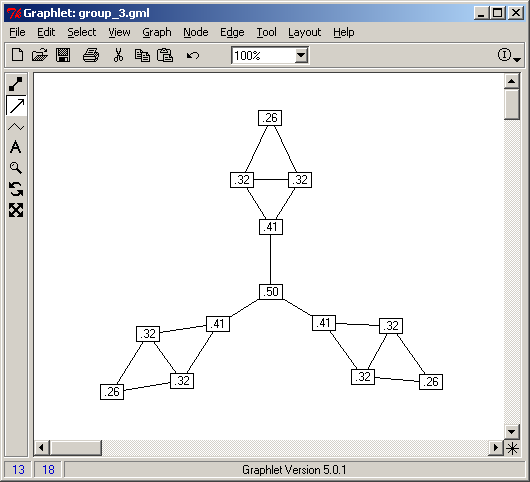 Graphlet: group_3.gml
File Edit Select View Graph Node Edge Tool Layout Help
100%
A
.26
.32 .32
.41
.50
.41 .41
.32 .32
.32 .32
.26 .26
13 18 Graphlet Version 5.0.1